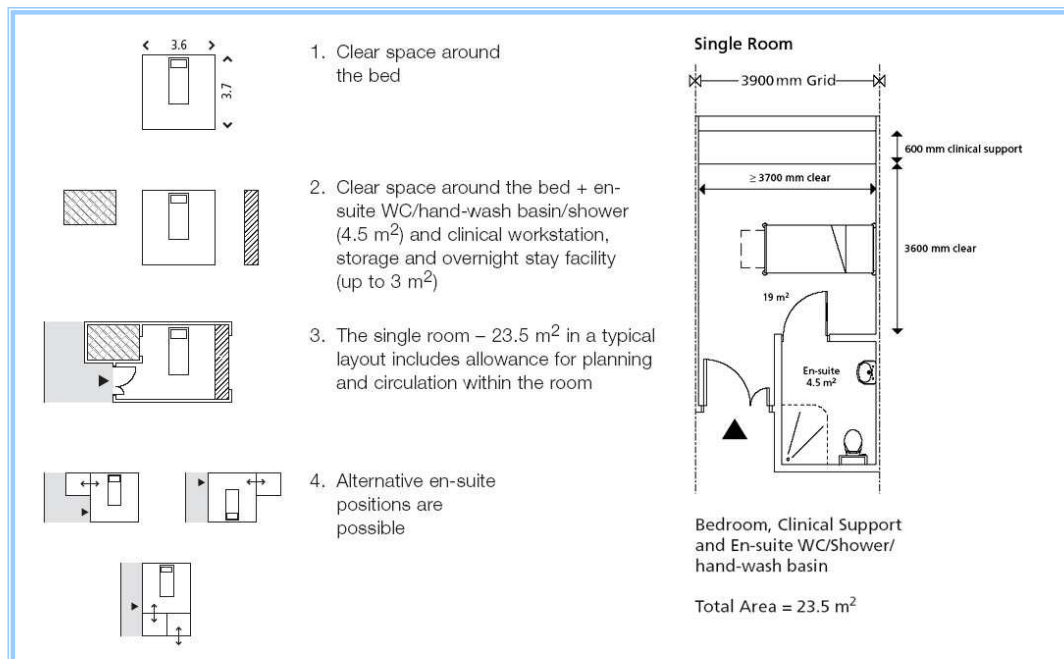 3.6
3.7
1. Clear space around
the bed
2. Clear space around the bed + en-
suite WC/hand-wash basin/shower
(4.5 m²) and clinical workstation,
storage and overnight stay facility
(up to 3 m²)
3. The single room – 23.5 m² in a typical
layout includes allowance for planning
and circulation within the room
4. Alternative en-suite
positions are
possible
Single Room
3900 mm Grid
600 mm clinical support
≥ 3700 mm clear
3600 mm clear
19 m²
En-suite
4.5 m²
Bedroom, Clinical Support
and En-suite WC/Shower/
hand-wash basin
Total Area = 23.5 m²